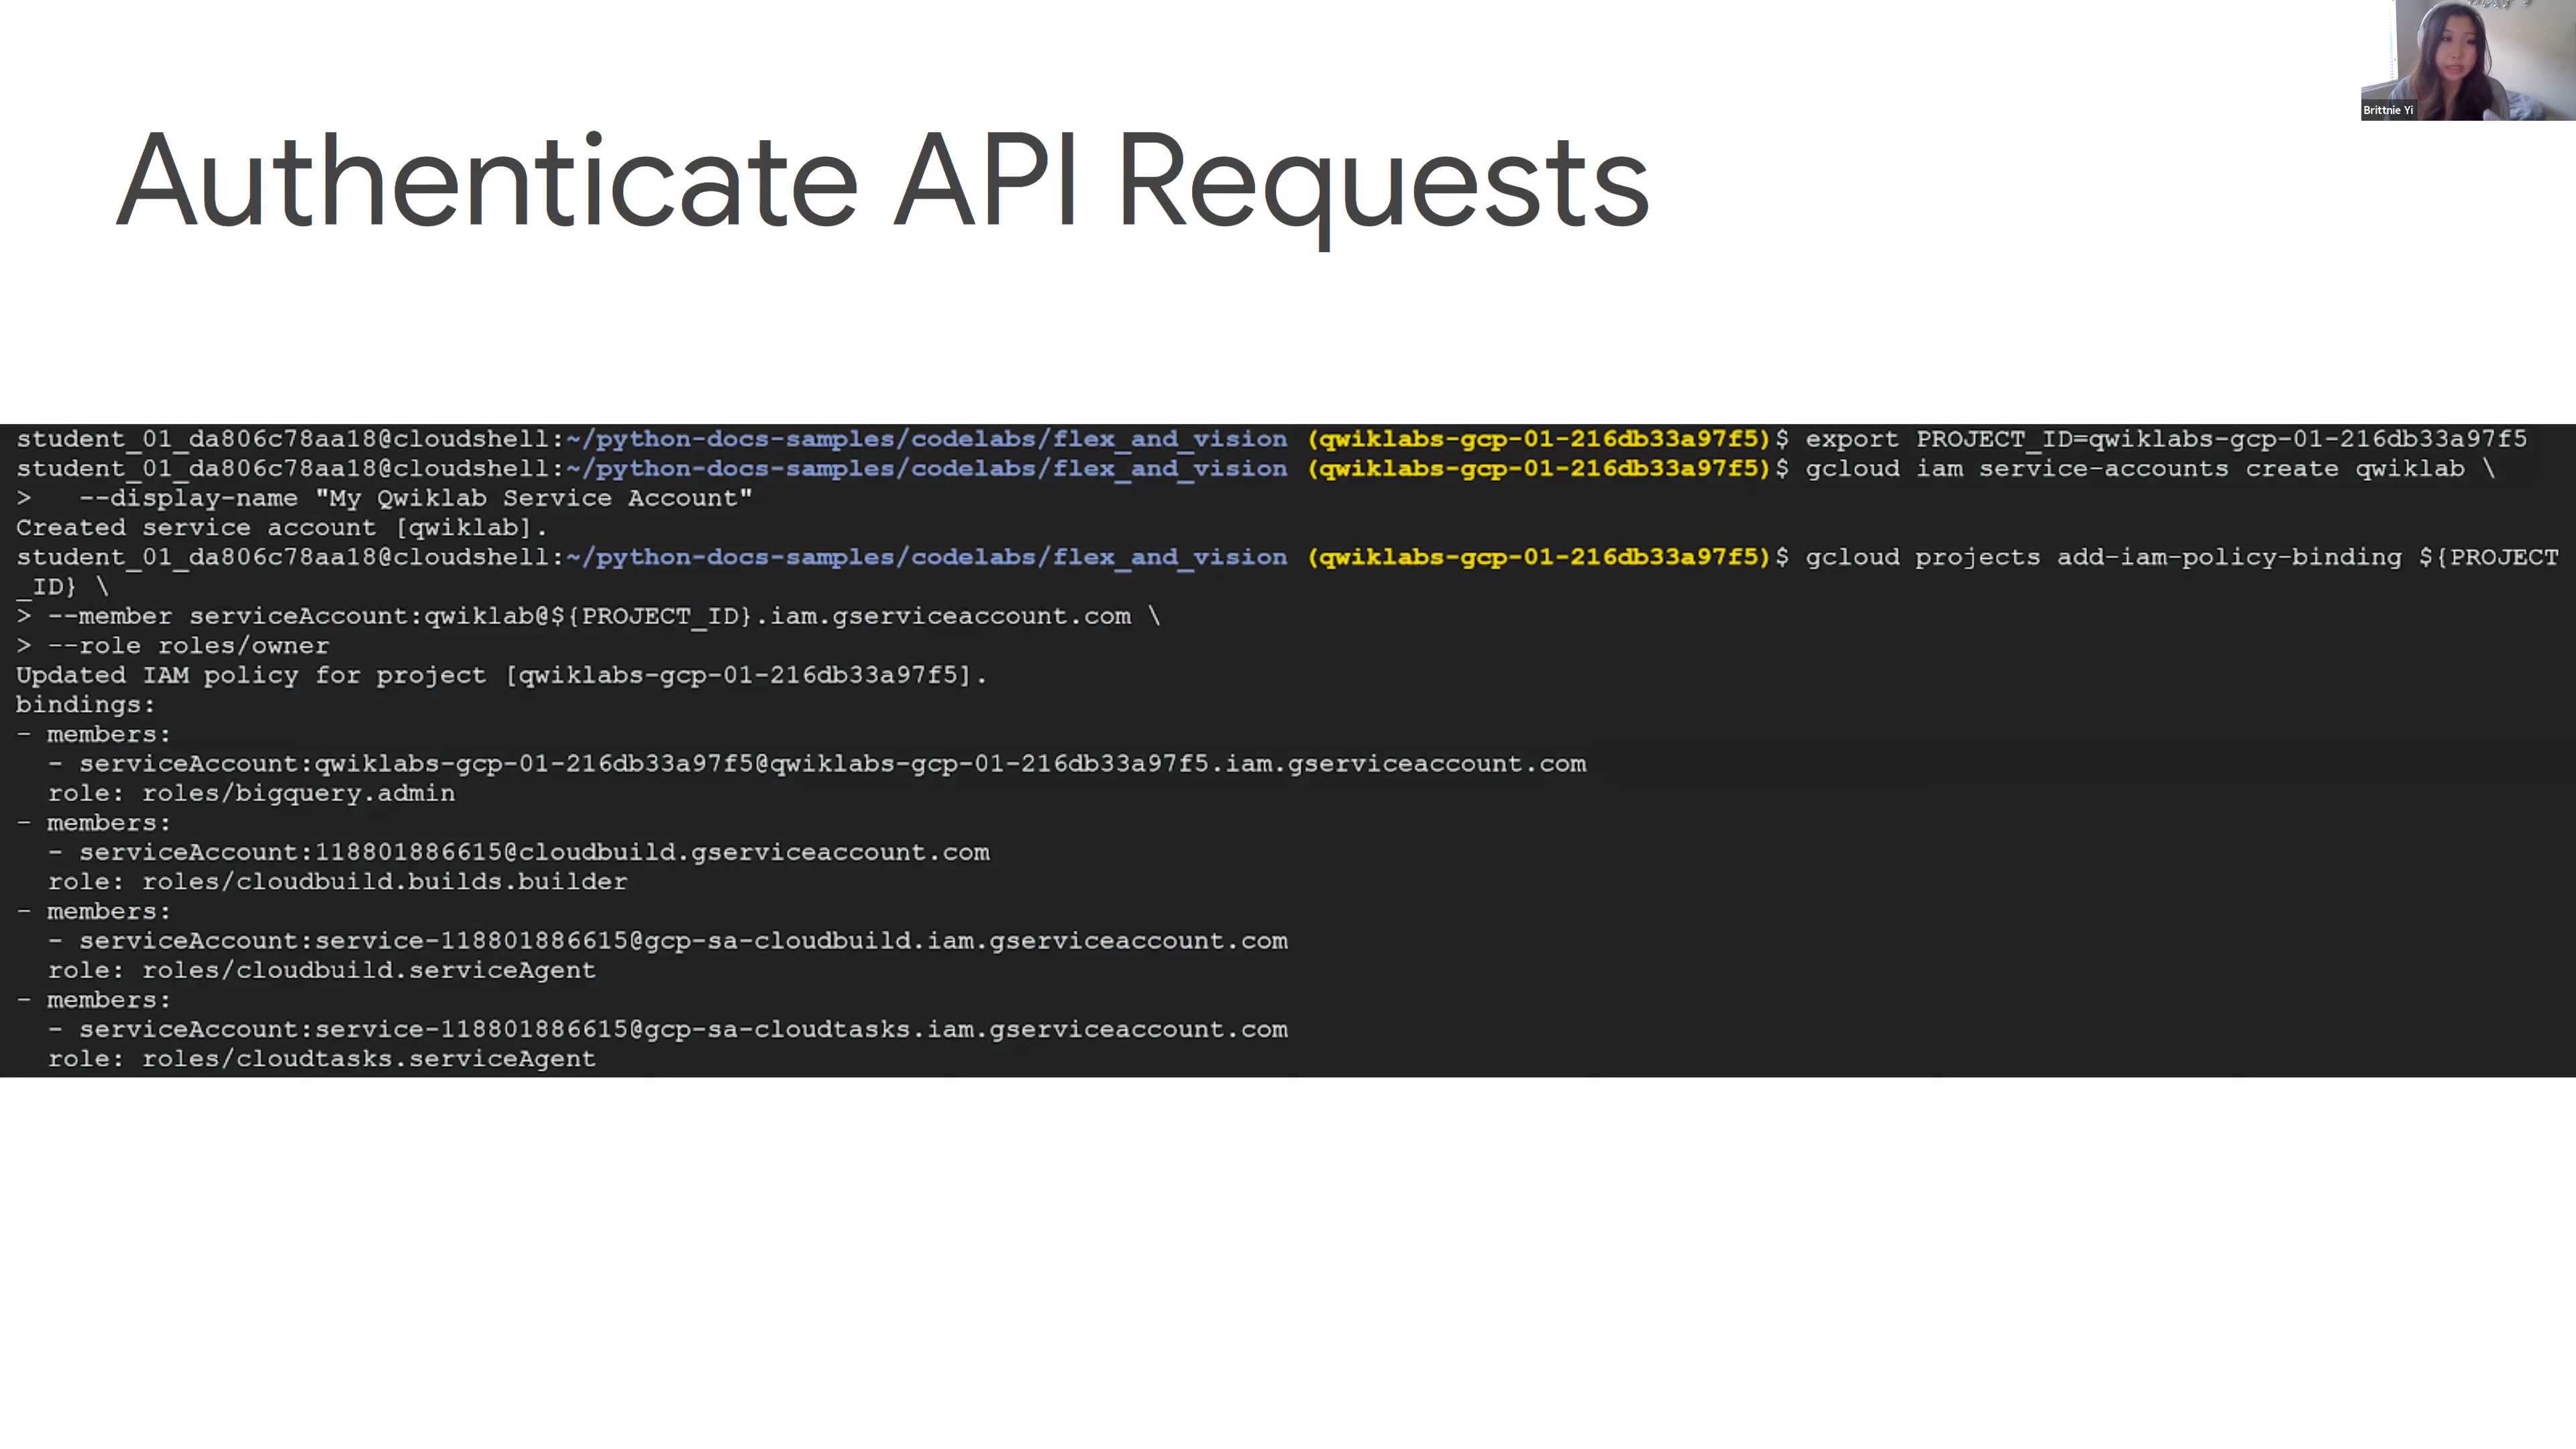 Brittnie Yi
Authenticate API Requests
student_01_da806c78aa18@cloudshell:~/python-docs-samples/codelabs/flex_and_vision (qwiklabs-gcp-01-216db33a97f5)$ export PROJECT_ID=qwiklabs-gcp-01-216db33a97f5
student_01_da806c78aa18@cloudshell:~/python-docs-samples/codelabs/flex_and_vision (qwiklabs-gcp-01-216db33a97f5)$ gcloud iam service-accounts create qwiklab \
>   --display-name "My Qwiklab Service Account"
Created service account [qwiklab].
student_01_da806c78aa18@cloudshell:~/python-docs-samples/codelabs/flex_and_vision (qwiklabs-gcp-01-216db33a97f5)$ gcloud projects add-iam-policy-binding ${PROJECT
_ID} \
> --member serviceAccount:qwiklab@${PROJECT_ID}.iam.gserviceaccount.com \
> --role roles/owner
Updated IAM policy for project [qwiklabs-gcp-01-216db33a97f5].
bindings:
- members:
  - serviceAccount:qwiklabs-gcp-01-216db33a97f5@qwiklabs-gcp-01-216db33a97f5.iam.gserviceaccount.com
  role: roles/bigquery.admin
- members:
  - serviceAccount:118801886615@cloudbuild.gserviceaccount.com
  role: roles/cloudbuild.builds.builder
- members:
  - serviceAccount:service-118801886615@gcp-sa-cloudbuild.iam.gserviceaccount.com
  role: roles/cloudbuild.serviceAgent
- members:
  - serviceAccount:service-118801886615@gcp-sa-cloudtasks.iam.gserviceaccount.com
  role: roles/cloudtasks.serviceAgent